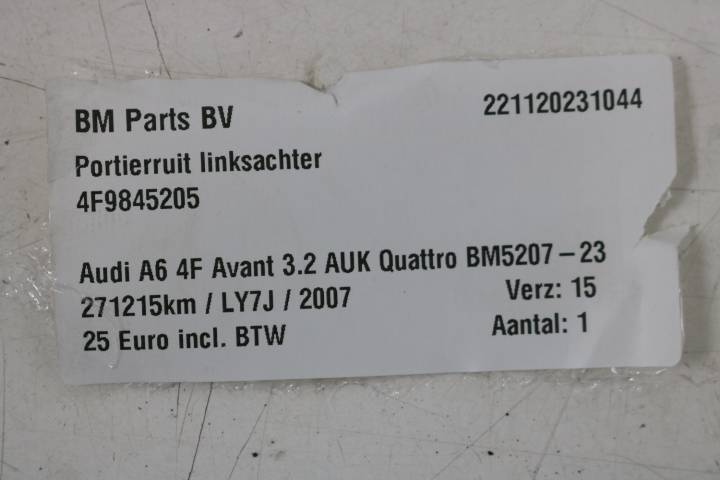 BM Parts BV 221120231044
Portierruit linksachter
4F9845205
Audi A6 4F Avant 3.2 AUK Quattro BM5207-23
271215km / LY7J / 2007 Verz: 15
25 Euro incl. BTW Aantal: 1